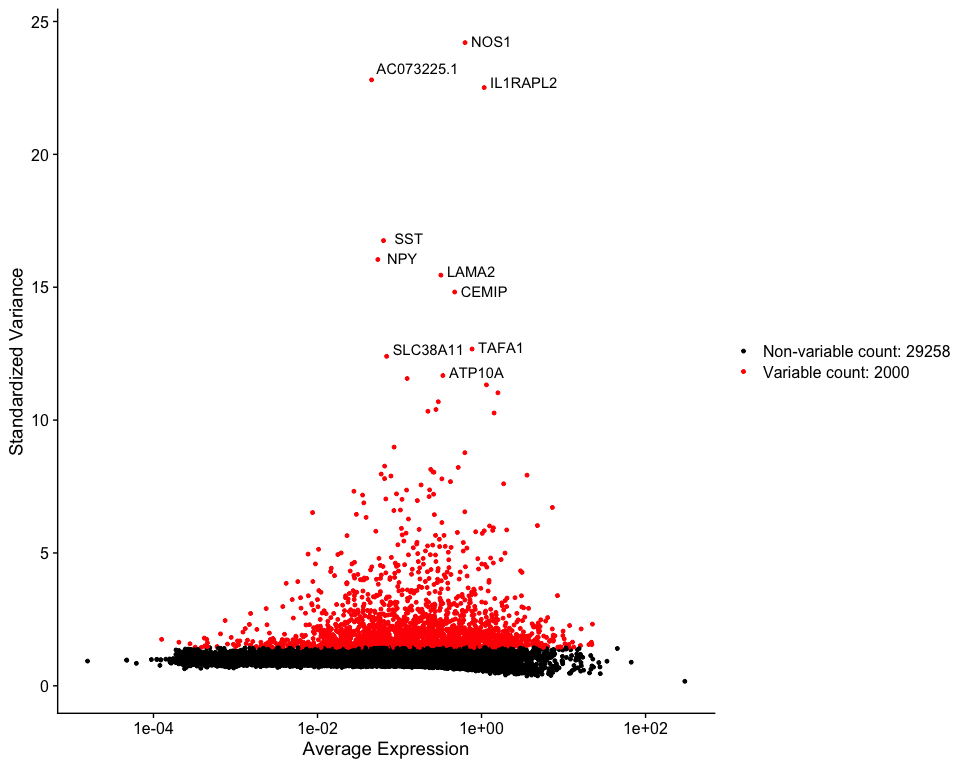 25
NOS1
AC073225.1
IL1RAPL2
20
SST
NPY
LAMA2
15
CEMIP
TAFA1
SLC38A11
ATP10A
10
5
0
Standardized Variance
Non-variable count: 29258
Variable count: 2000
1e-04
1e-02
1e+00
1e+02
Average Expression